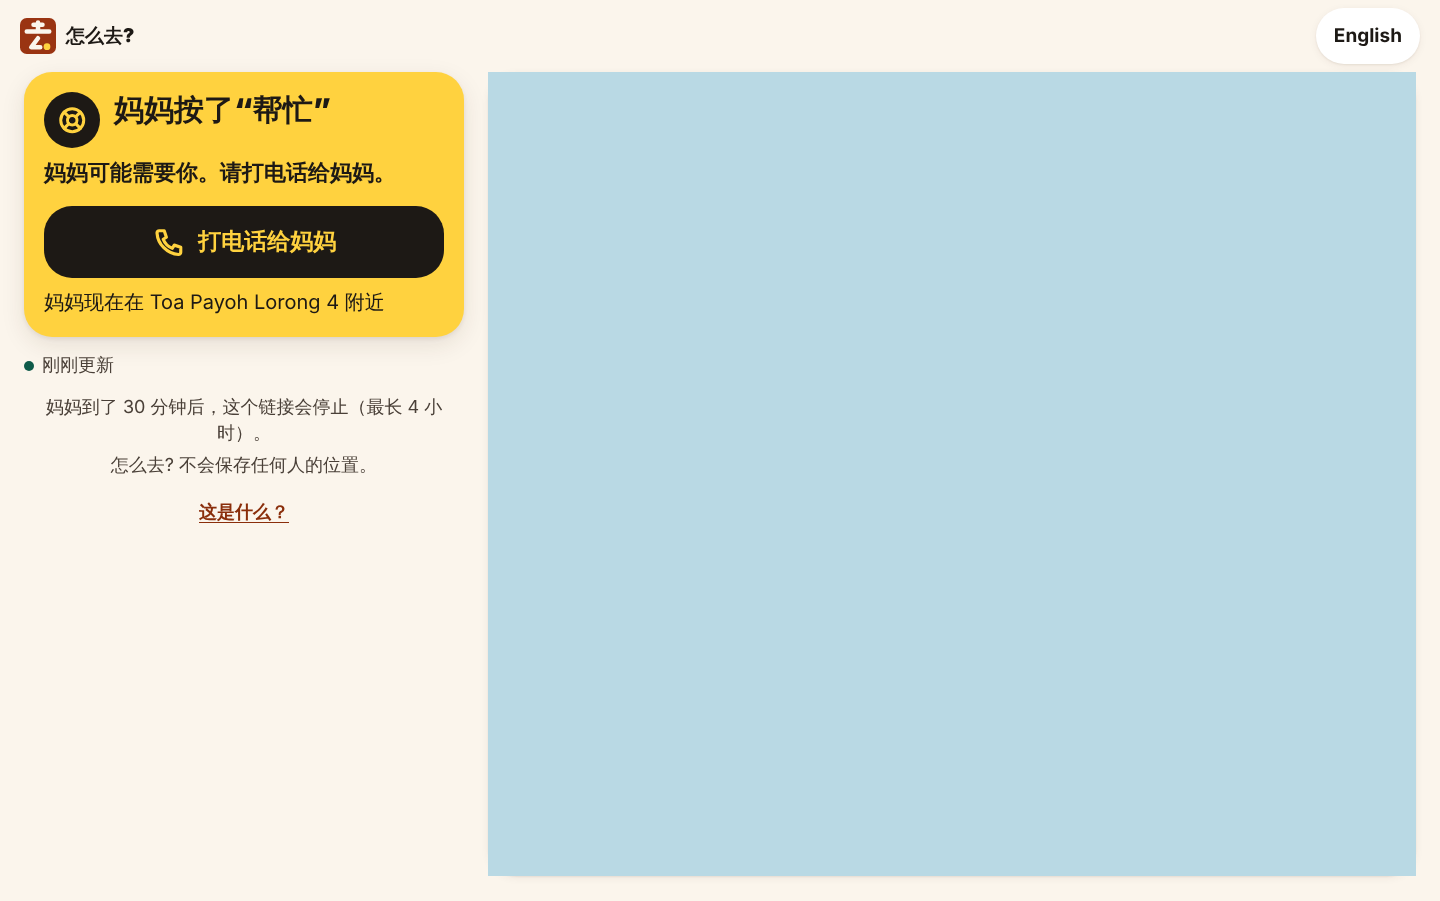 怎么去?
English
妈妈按了“帮忙”
妈妈可能需要你。请打电话给妈妈。
打电话给妈妈
妈妈现在在 Toa Payoh Lorong 4 附近
刚刚更新
妈妈到了 30 分钟后，这个链接会停止（最长 4 小
时）。
怎么去? 不会保存任何人的位置。
这是什么？